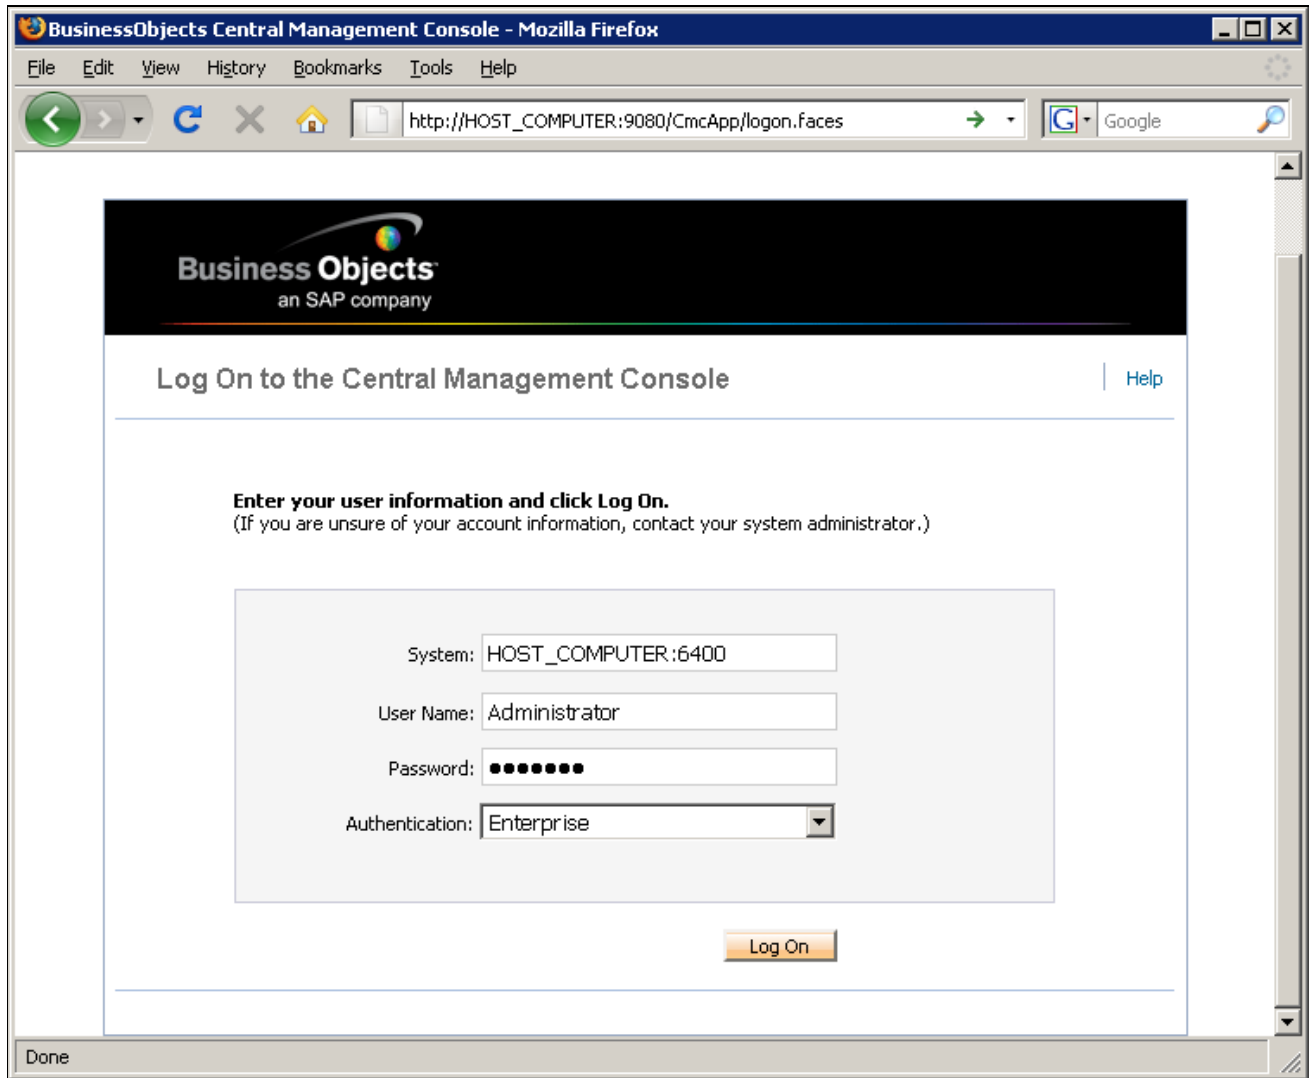 BusinessObjects Central Management Console - Mozilla Firefox
File Edit View History Bookmarks Tools Help
http://HOST_COMPUTER:9080/CmcApp/logon.faces G Google
Business Objects
an SAP company
Log On to the Central Management Console Help
Enter your user information and click Log On.
(If you are unsure of your account information, contact your system administrator.)
System: HOST_COMPUTER:6400
User Name: Administrator
Password: •••••••
Authentication: Enterprise
Log On
Done